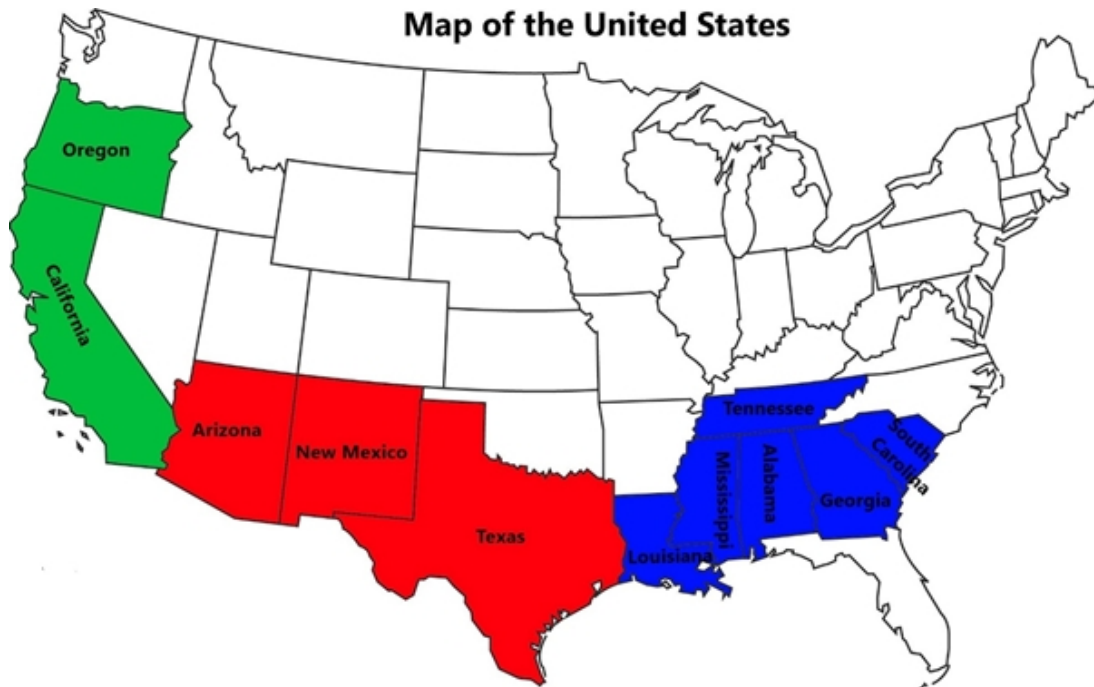 Map of the United States
Oregon
California
Arizona
New Mexico
Texas
Tennessee
Mississippi
Alabama
Georgia
South
Carolina
Louisiana